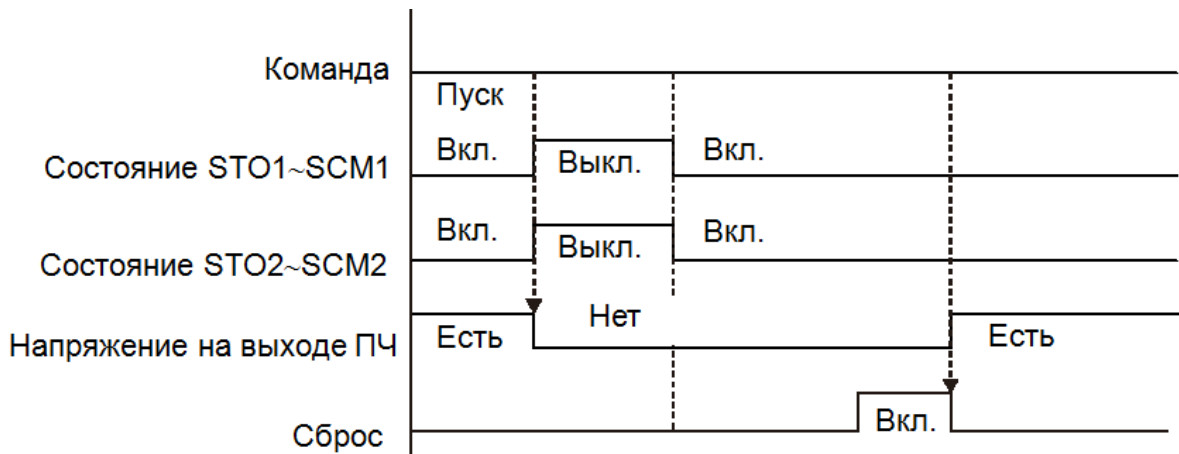 Команда
Пуск
Состояние STO1~SCM1
Вкл.
Выкл.
Вкл.
Состояние STO2~SCM2
Вкл.
Выкл.
Вкл.
Напряжение на выходе ПЧ
Есть
Нет
Есть
Сброс
Вкл.